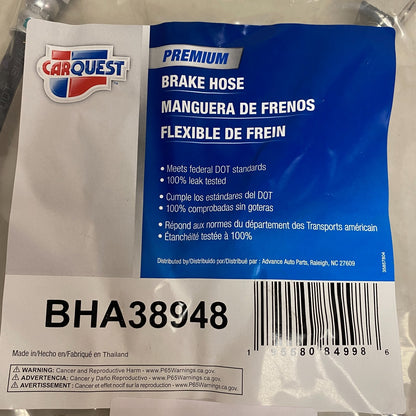 CARQUEST
PREMIUM
BRAKE HOSE
MANGUERA DE FRENOS
FLEXIBLE DE FREIN
• Meets federal DOT standards
• 100% leak tested
• Cumple los estándares del DOT
• 100% comprobadas sin goteras
• Répond aux normes du département des Transports américain
• Étanchéité testée à 100%
Distributed by/Distribuido por/Distribué par : Advance Auto Parts, Raleigh, NC 27609
BHA38948
Made in/Hecho en/Fabriqué en Thailand
WARNING: Cancer and Reproductive Harm - www.P65Warnings.ca.gov.
ADVERTENCIA: Cancer y Daño Reproductivo - www.P65Warnings.ca.gov.
AVERTISSEMENT : Cancer et effet nocif sur la reproduction - www.P65Warnings.ca.gov.